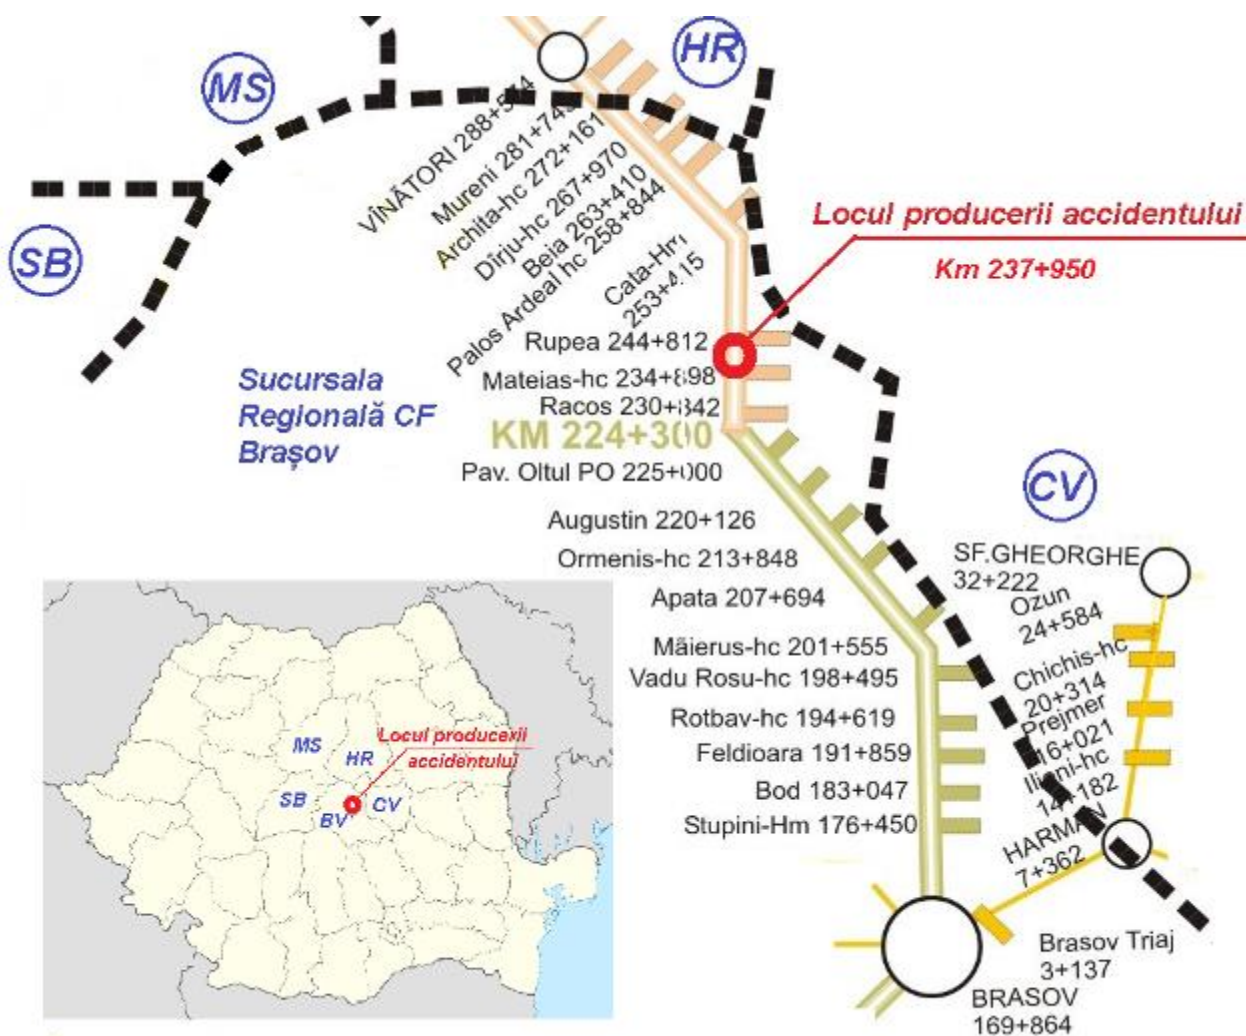 HR
MS
SB
VÎNĂTORI 288+574
Mureni 281+743
Archita-hc 272+161
Dîrju-hc 267+970
Beia 263+410
Palos Ardeal hc 258+844
Cata-Hm
253+415
Locul producerii accidentului
Km 237+950
Rupea 244+812
Mateias-hc 234+898
Racos 230+842
KM 224+300
Pav. Oltul PO 225+000
Sucursala
Regională CF
Brașov
Augustin 220+126
Ormenis-hc 213+848
Apata 207+694
Măierus-hc 201+555
Vadu Rosu-hc 198+495
Rotbav-hc 194+619
Feldioara 191+859
Bod 183+047
Stupini-Hm 176+450
CV
SF.GHEORGHE
32+222
Ozun
24+584
Chichis-hc
20+314
Prejmer
16+021
Ilieni-hc
14+182
HARMAN
7+362
Brasov Triaj
3+137
BRASOV
169+864
Locul producerii
accidentului
MS
HR
SB
CV
BV